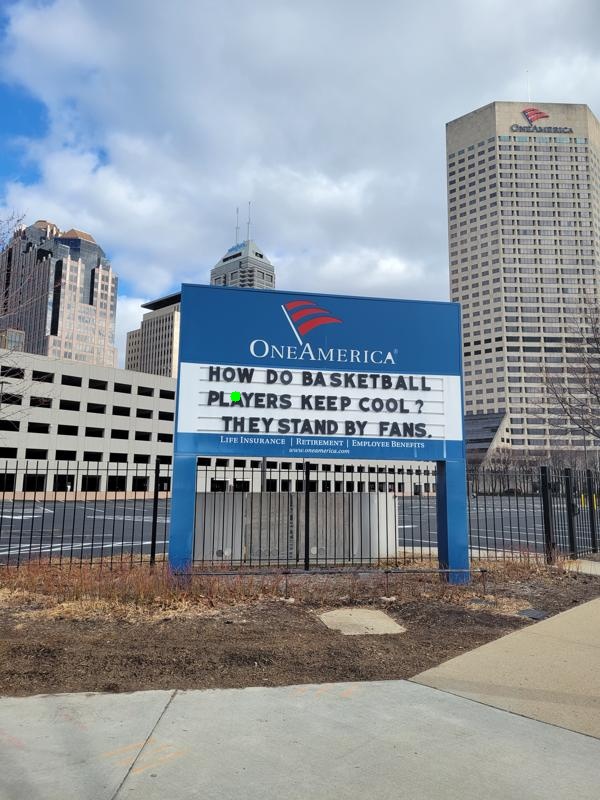 ONEAMERICA
ONEAMERICA®
HOW DO BASKETBALL
PLAYERS KEEP COOL?
THEY STAND BY FANS.
LIFE INSURANCE | RETIREMENT | EMPLOYEE BENEFITS
www.oneamerica.com